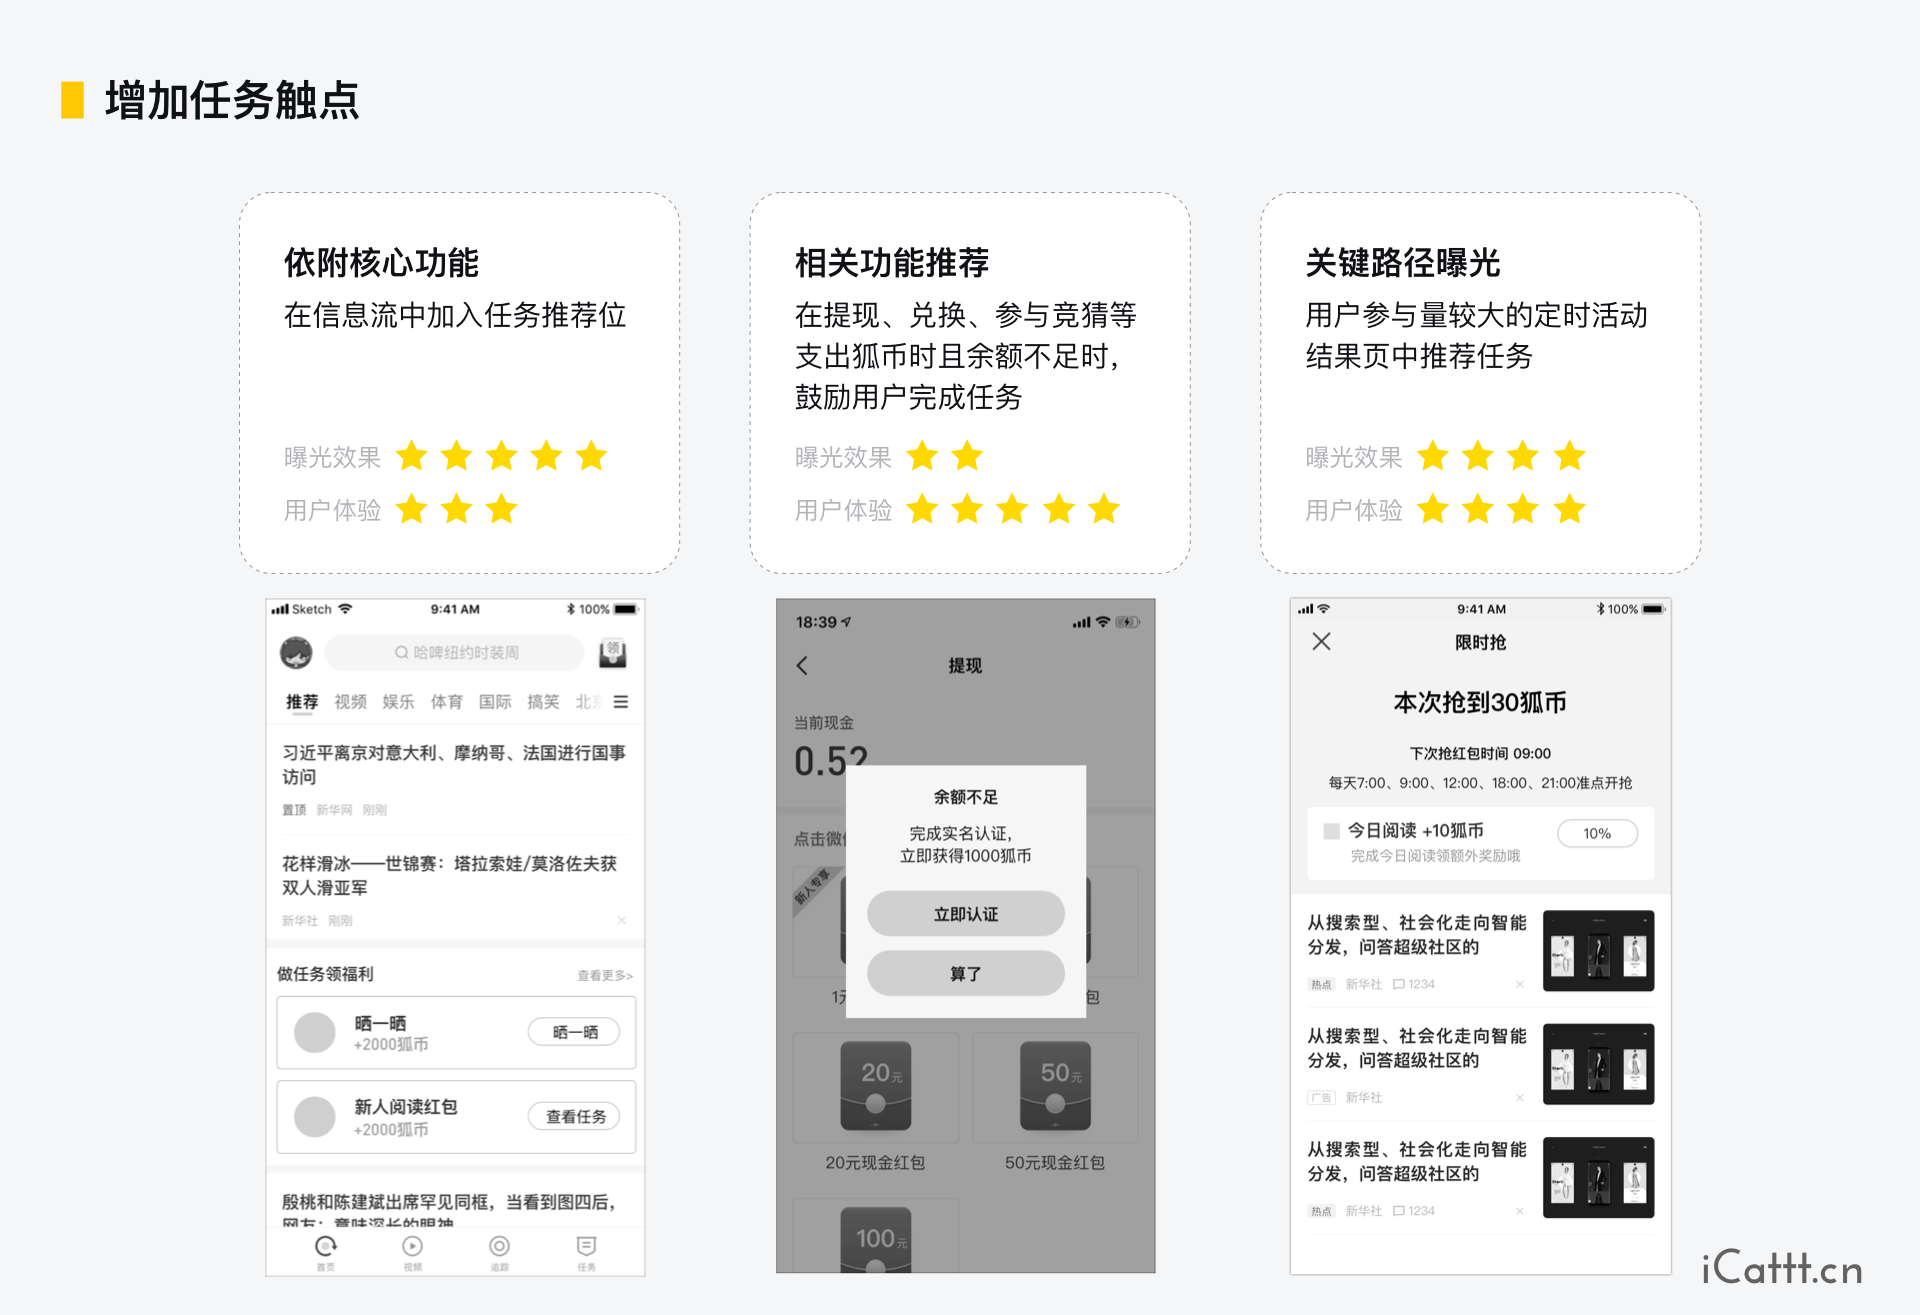 增加任务触点
依附核心功能
在信息流中加入任务推荐位
曝光效果
用户体验
相关功能推荐
在提现、兑换、参与竞猜等
支出狐币时且余额不足时，
鼓励用户完成任务
曝光效果
用户体验
关键路径曝光
用户参与量较大的定时活动
结果页中推荐任务
曝光效果
用户体验
Sketch 9:41 AM 100%
哈啤纽约时装周
领
推荐 视频 娱乐 体育 国际 搞笑 北京
习近平离京对意大利、摩纳哥、法国进行国事
访问
置顶 新华网 刚刚
花样滑冰——世锦赛：塔拉索娃/莫洛佐夫获
双人滑亚军
新华社 刚刚
做任务领福利 查看更多>
晒一晒
+2000狐币
晒一晒
新人阅读红包
+2000狐币
查看任务
殷桃和陈建斌出席罕见同框，当看到图四后，
网友：意味深长的眼神
首页 视频 追踪 任务
18:39
提现
当前现金
0.52
点击微信
新人专享
余额不足
完成实名认证，
立即获得1000狐币
立即认证
算了
1元
包
20元
50元
20元现金红包
50元现金红包
100元
9:41 AM 100%
限时抢
本次抢到30狐币
下次抢红包时间 09:00
每天7:00、9:00、12:00、18:00、21:00准点开抢
今日阅读 +10狐币
完成今日阅读领额外奖励哦
10%
从搜索型、社会化走向智能
分发，问答超级社区的
热点 新华社 1234
从搜索型、社会化走向智能
分发，问答超级社区的
广告 新华社
从搜索型、社会化走向智能
分发，问答超级社区的
热点 新华社 1234
iCattt.cn